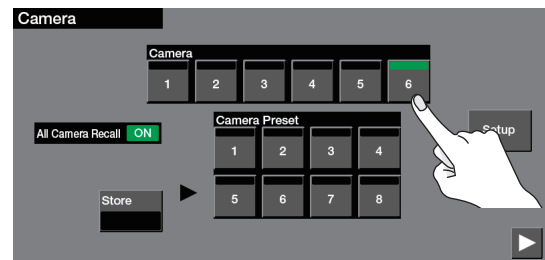 Camera
Camera
1 2 3 4 5 6
All Camera Recall ON
Camera Preset
1 2 3 4
Setup
Store
5 6 7 8